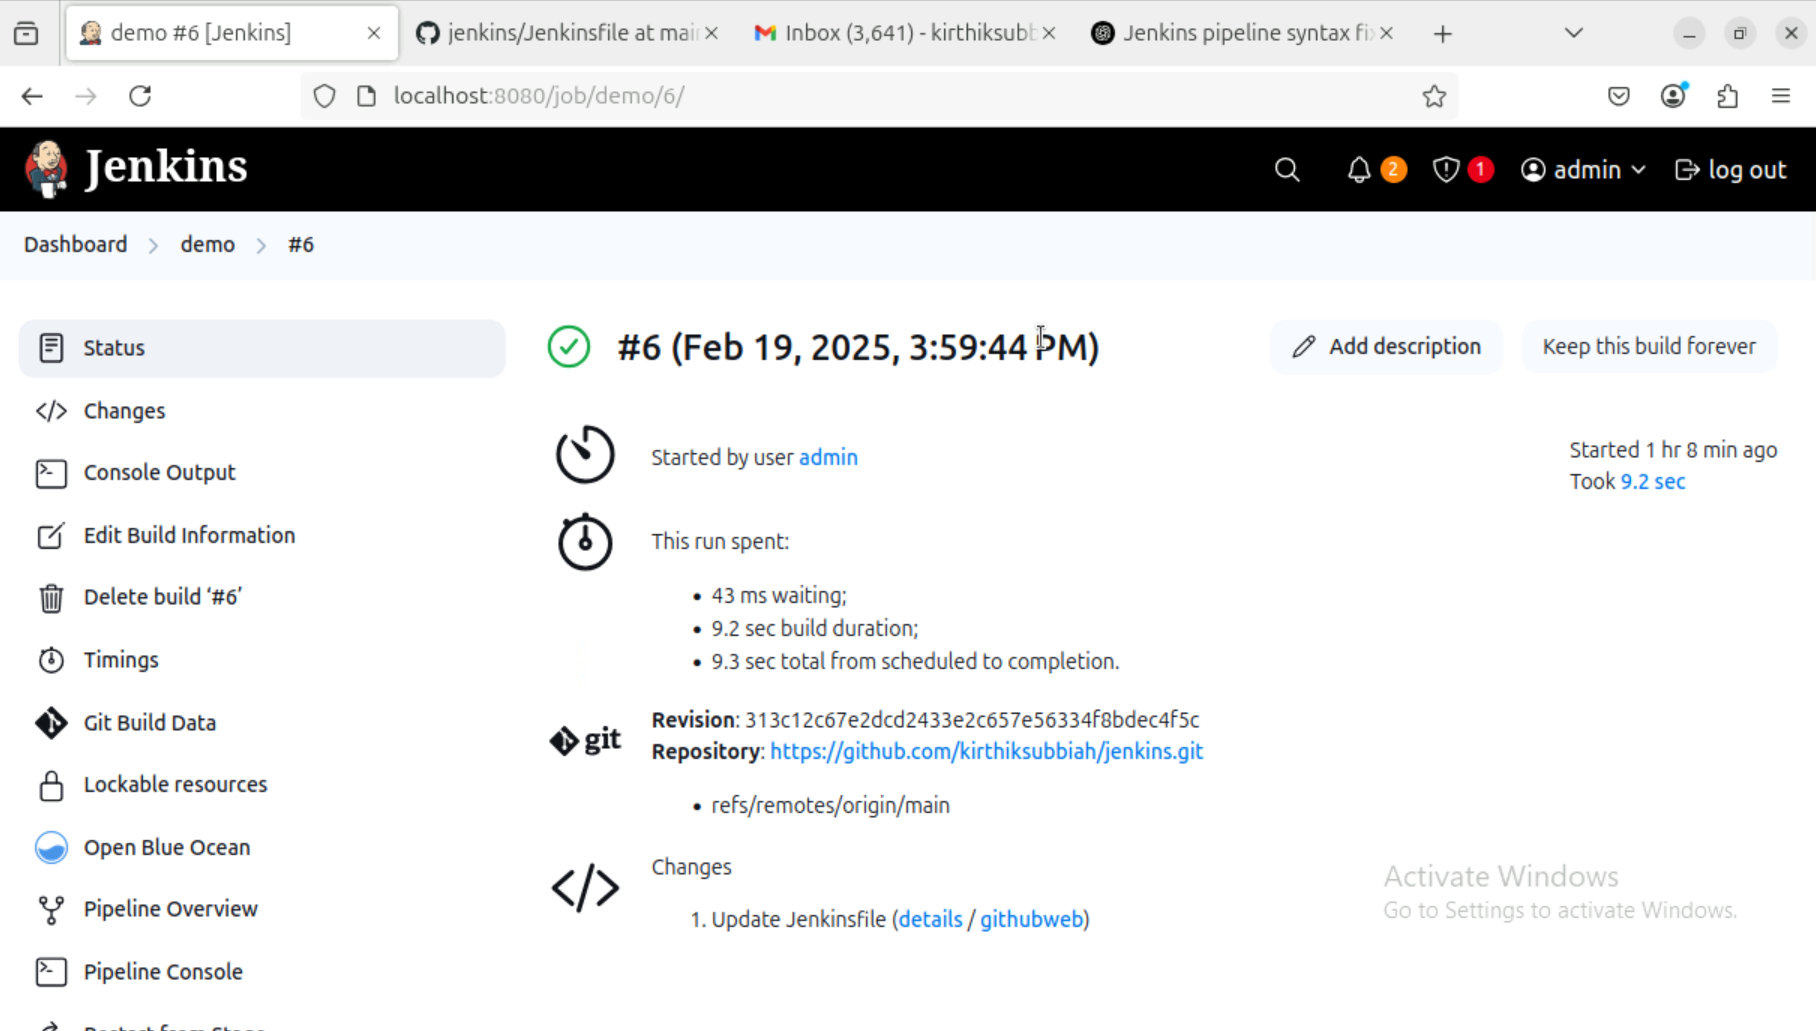 demo #6 [Jenkins]
jenkins/Jenkinsfile at mai
Inbox (3,641) - kirthiksubb
Jenkins pipeline syntax fix
localhost:8080/job/demo/6/
Jenkins
2
1
admin
log out
Dashboard
demo
#6
Status
Changes
Console Output
Edit Build Information
Delete build ‘#6’
Timings
Git Build Data
Lockable resources
Open Blue Ocean
Pipeline Overview
Pipeline Console
Restart from Stage
#6 (Feb 19, 2025, 3:59:44 PM)
Add description
Keep this build forever
Started by user admin
Started 1 hr 8 min ago
Took 9.2 sec
This run spent:
• 43 ms waiting;
• 9.2 sec build duration;
• 9.3 sec total from scheduled to completion.
git
Revision: 313c12c67e2dcd2433e2c657e56334f8bdec4f5c
Repository: https://github.com/kirthiksubbiah/jenkins.git
• refs/remotes/origin/main
Changes
1. Update Jenkinsfile (details / githubweb)
Activate Windows
Go to Settings to activate Windows.